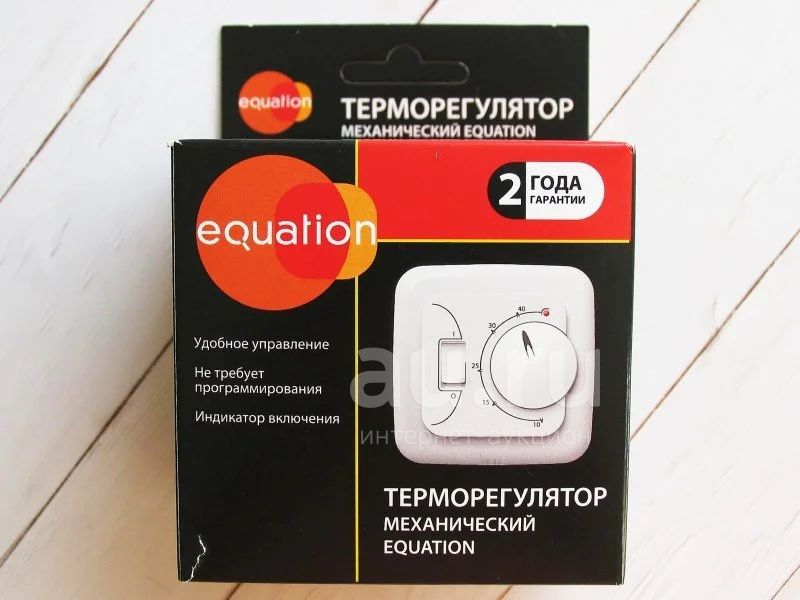 equation
ТЕРМОРЕГУЛЯТОР
МЕХАНИЧЕСКИЙ EQUATION
2 ГОДА
ГАРАНТИИ
equation
Удобное управление
Не требует
программирования
Индикатор включения
40
30
25
15
10
I
O
au.ru
интернет-аукцион
ТЕРМОРЕГУЛЯТОР
МЕХАНИЧЕСКИЙ
EQUATION